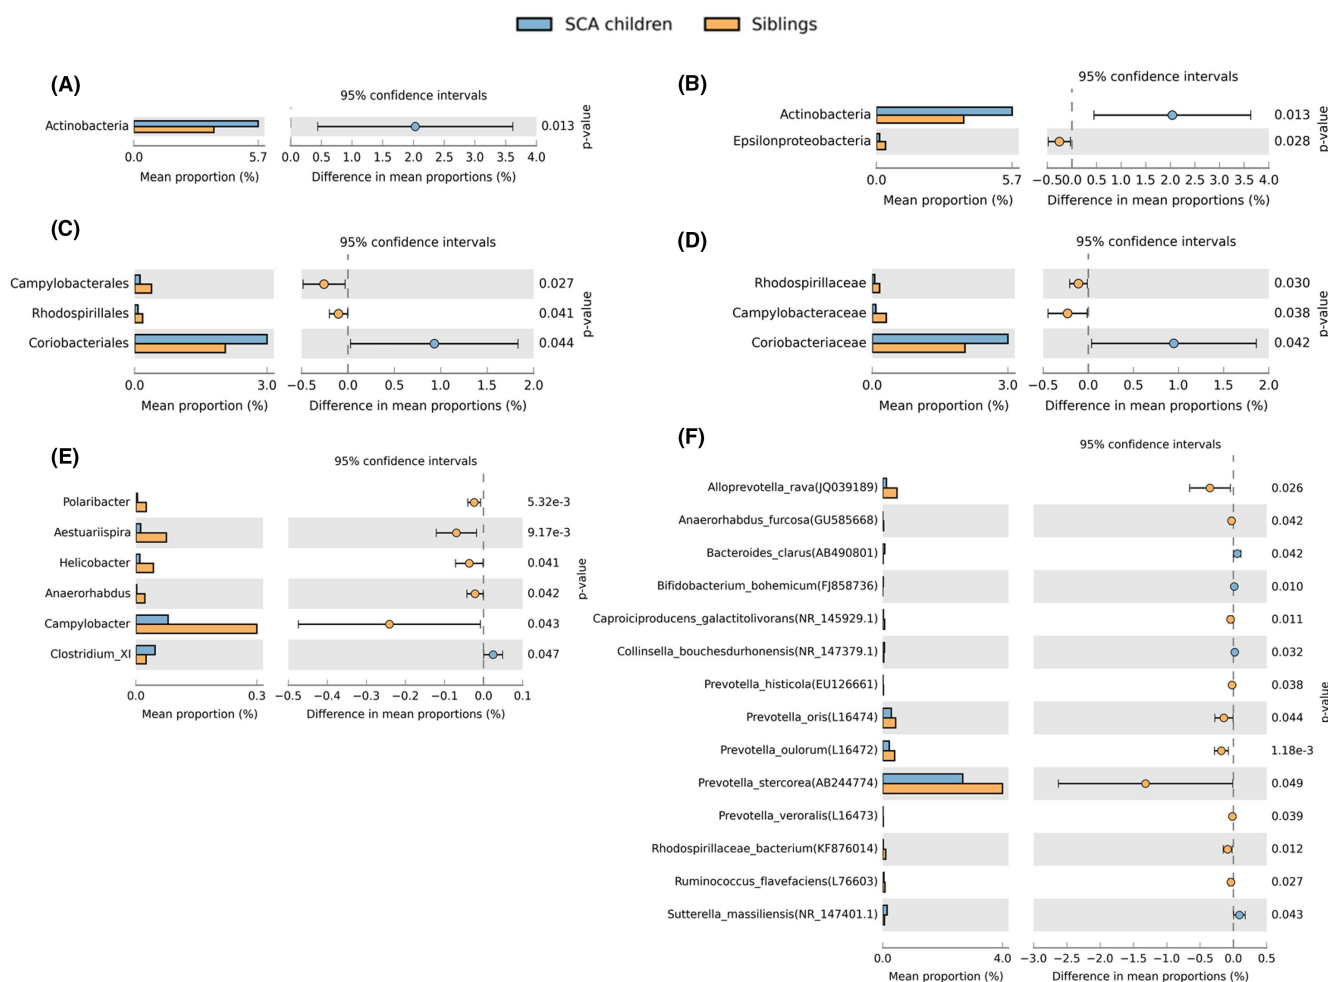 SCA children Siblings
(A)
95% confidence intervals
Actinobacteria 0.013
p-value
0.0 5.7 0.0 0.5 1.0 1.5 2.0 2.5 3.0 3.5 4.0
Mean proportion (%) Difference in mean proportions (%)
(B)
95% confidence intervals
Actinobacteria 0.013
Epsilonproteobacteria 0.028
p-value
0.0 5.7 −0.50.0 0.5 1.0 1.5 2.0 2.5 3.0 3.5 4.0
Mean proportion (%) Difference in mean proportions (%)
(C)
95% confidence intervals
Campylobacterales 0.027
Rhodospirillales 0.041
Coriobacteriales 0.044
p-value
0.0 3.0 −0.5 0.0 0.5 1.0 1.5 2.0
Mean proportion (%) Difference in mean proportions (%)
(D)
95% confidence intervals
Rhodospirillaceae 0.030
Campylobacteraceae 0.038
Coriobacteriaceae 0.042
p-value
0.0 3.0 −0.5 0.0 0.5 1.0 1.5 2.0
Mean proportion (%) Difference in mean proportions (%)
(E)
95% confidence intervals
Polaribacter 5.32e-3
Aestuariispira 9.17e-3
Helicobacter 0.041
Anaerorhabdus 0.042
Campylobacter 0.043
Clostridium_XI 0.047
p-value
0.0 0.3 −0.5 −0.4 −0.3 −0.2 −0.1 0.0 0.1
Mean proportion (%) Difference in mean proportions (%)
(F)
95% confidence intervals
Alloprevotella_rava(JQ039189) 0.026
Anaerorhabdus_furcosa(GU585668) 0.042
Bacteroides_clarus(AB490801) 0.042
Bifidobacterium_bohemicum(FJ858736) 0.010
Caproiciproducens_galactitolivorans(NR_145929.1) 0.011
Collinsella_bouchesdurhonensis(NR_147379.1) 0.032
Prevotella_histicola(EU126661) 0.038
Prevotella_oris(L16474) 0.044
Prevotella_oulorum(L16472) 1.18e-3
Prevotella_stercorea(AB244774) 0.049
Prevotella_veroralis(L16473) 0.039
Rhodospirillaceae_bacterium(KF876014) 0.012
Ruminococcus_flavefaciens(L76603) 0.027
Sutterella_massiliensis(NR_147401.1) 0.043
p-value
0.0 4.0 −3.0 −2.5 −2.0 −1.5 −1.0 −0.5 0.0 0.5
Mean proportion (%) Difference in mean proportions (%)